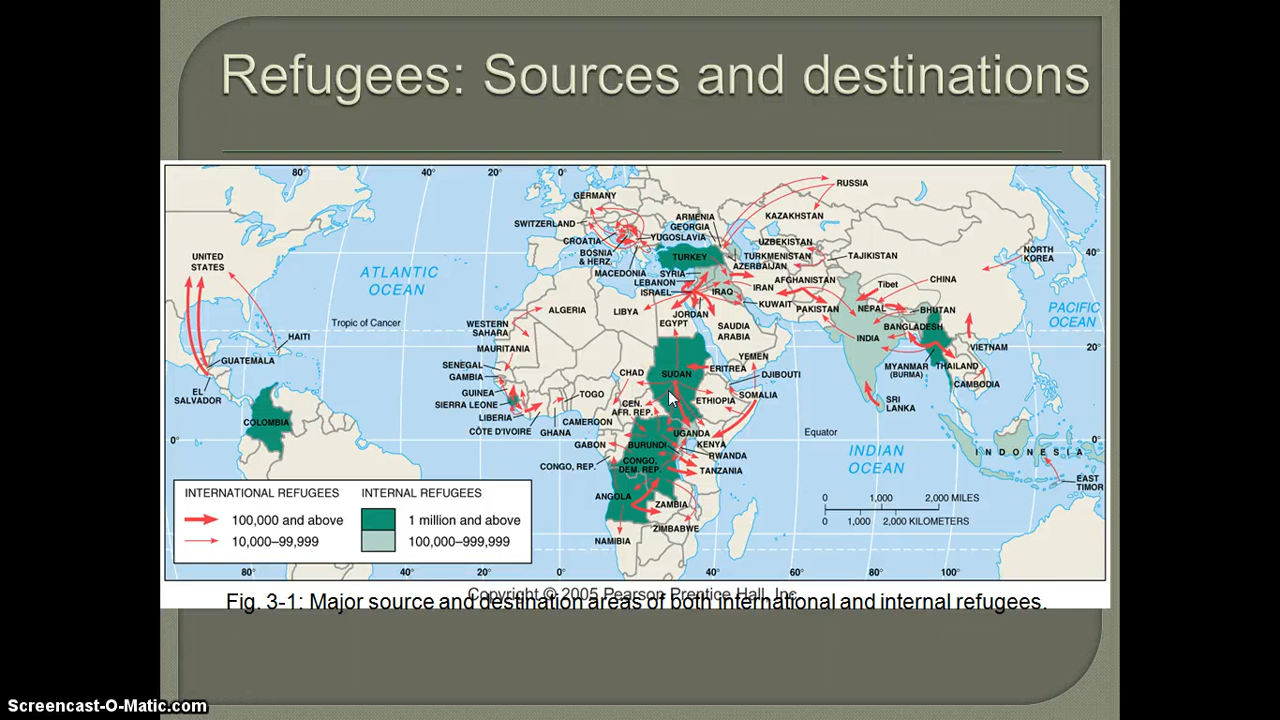 Refugees: Sources and destinations
80°
40°
20°
0°
GERMANY
RUSSIA
SWITZERLAND
ARMENIA
GEORGIA
KAZAKHSTAN
CROATIA
YUGOSLAVIA
UZBEKISTAN
NORTH
KOREA
40°
BOSNIA
& HERZ.
TURKEY
TURKMENISTAN
AZERBAIJAN
TAJIKISTAN
UNITED
STATES
ATLANTIC
OCEAN
MACEDONIA
SYRIA
LEBANON
ISRAEL
IRAQ
IRAN
AFGHANISTAN
Tibet
CHINA
KUWAIT
PAKISTAN
NEPAL
BHUTAN
PACIFIC
OCEAN
ALGERIA
LIBYA
JORDAN
EGYPT
Tropic of Cancer
WESTERN
SAHARA
SAUDIA
ARABIA
BANGLADESH
INDIA
HAITI
MAURITANIA
VIETNAM
20°
GUATEMALA
SENEGAL
GAMBIA
CHAD
SUDAN
ERITREA
YEMEN
DJIBOUTI
MYANMAR
(BURMA)
THAILAND
CAMBODIA
EL
SALVADOR
GUINEA
SIERRA LEONE
LIBERIA
CÔTE D'IVOIRE
GHANA
TOGO
CEN.
AFR. REP.
ETHIOPIA
SOMALIA
SRI
LANKA
COLOMBIA
CAMEROON
UGANDA
KENYA
Equator
0°
0°
GABON
BURUNDI
RWANDA
INDIAN
OCEAN
INDONESIA
CONGO, REP.
CONGO,
DEM. REP.
TANZANIA
EAST
TIMOR
ANGOLA
ZAMBIA
ZIMBABWE
NAMIBIA
INTERNATIONAL REFUGEES
100,000 and above
10,000–99,999
INTERNAL REFUGEES
1 million and above
100,000–999,999
0 1,000 2,000 MILES
0 1,000 2,000 KILOMETERS
80° 40° 20° 0° 40° 60° 80° 100°
Copyright © 2005 Pearson Prentice Hall, Inc.
Fig. 3-1: Major source and destination areas of both international and internal refugees.
Screencast-O-Matic.com